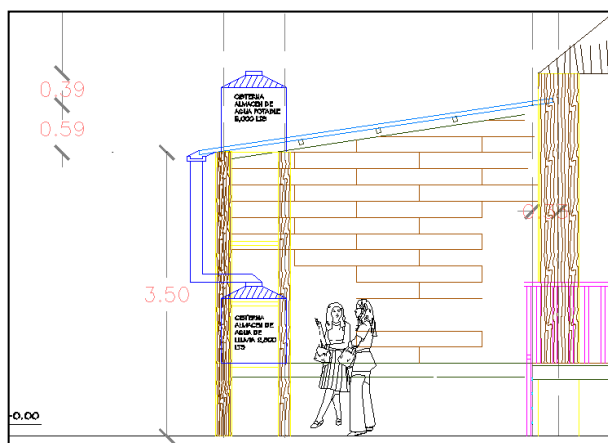 0.39
0.59
CISTERNA
ALMACEN DE
AGUA POTABLE
5,000 LTS
3.50
CISTERNA
ALMACEN DE
AGUA DE
LLUVIA 2,500
LTS
-0.00